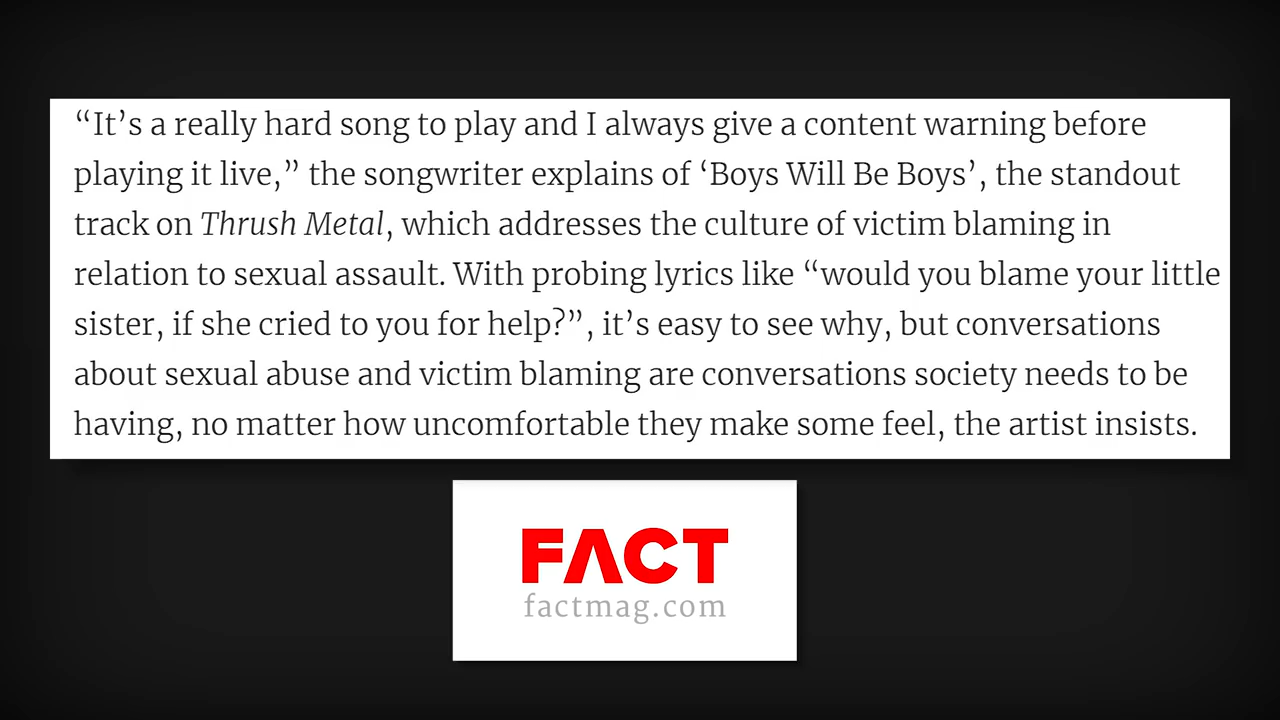 “It’s a really hard song to play and I always give a content warning before
playing it live,” the songwriter explains of ‘Boys Will Be Boys’, the standout
track on Thrush Metal, which addresses the culture of victim blaming in
relation to sexual assault. With probing lyrics like “would you blame your little
sister, if she cried to you for help?”, it’s easy to see why, but conversations
about sexual abuse and victim blaming are conversations society needs to be
having, no matter how uncomfortable they make some feel, the artist insists.
FACT
factmag.com